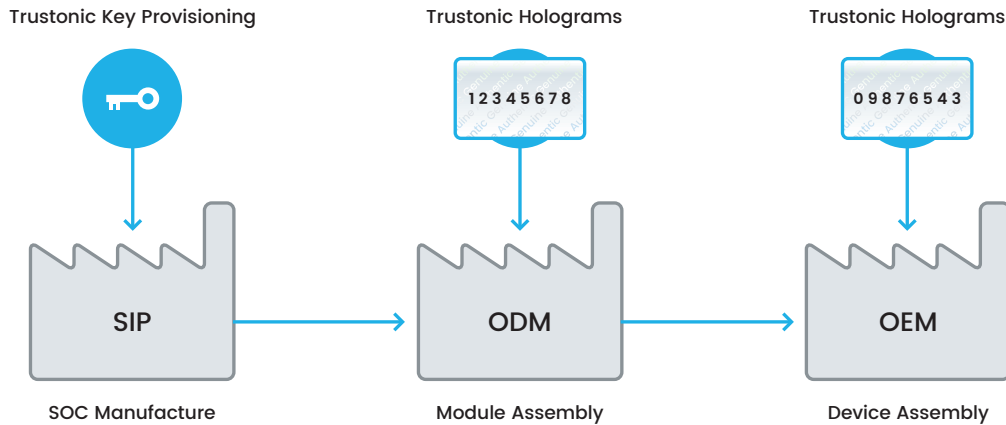 Trustonic Key Provisioning
Trustonic Holograms
Trustonic Holograms
12345678
09876543
SIP
ODM
OEM
SOC Manufacture
Module Assembly
Device Assembly